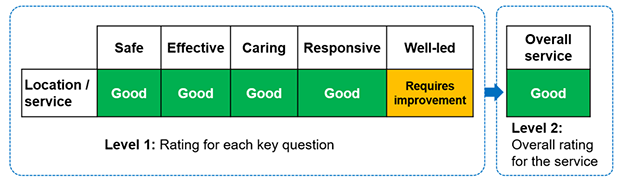 Safe Effective Caring Responsive Well-led
Location / service Good Good Good Good Requires improvement
Level 1: Rating for each key question
Overall service
Good
Level 2:
Overall rating
for the service